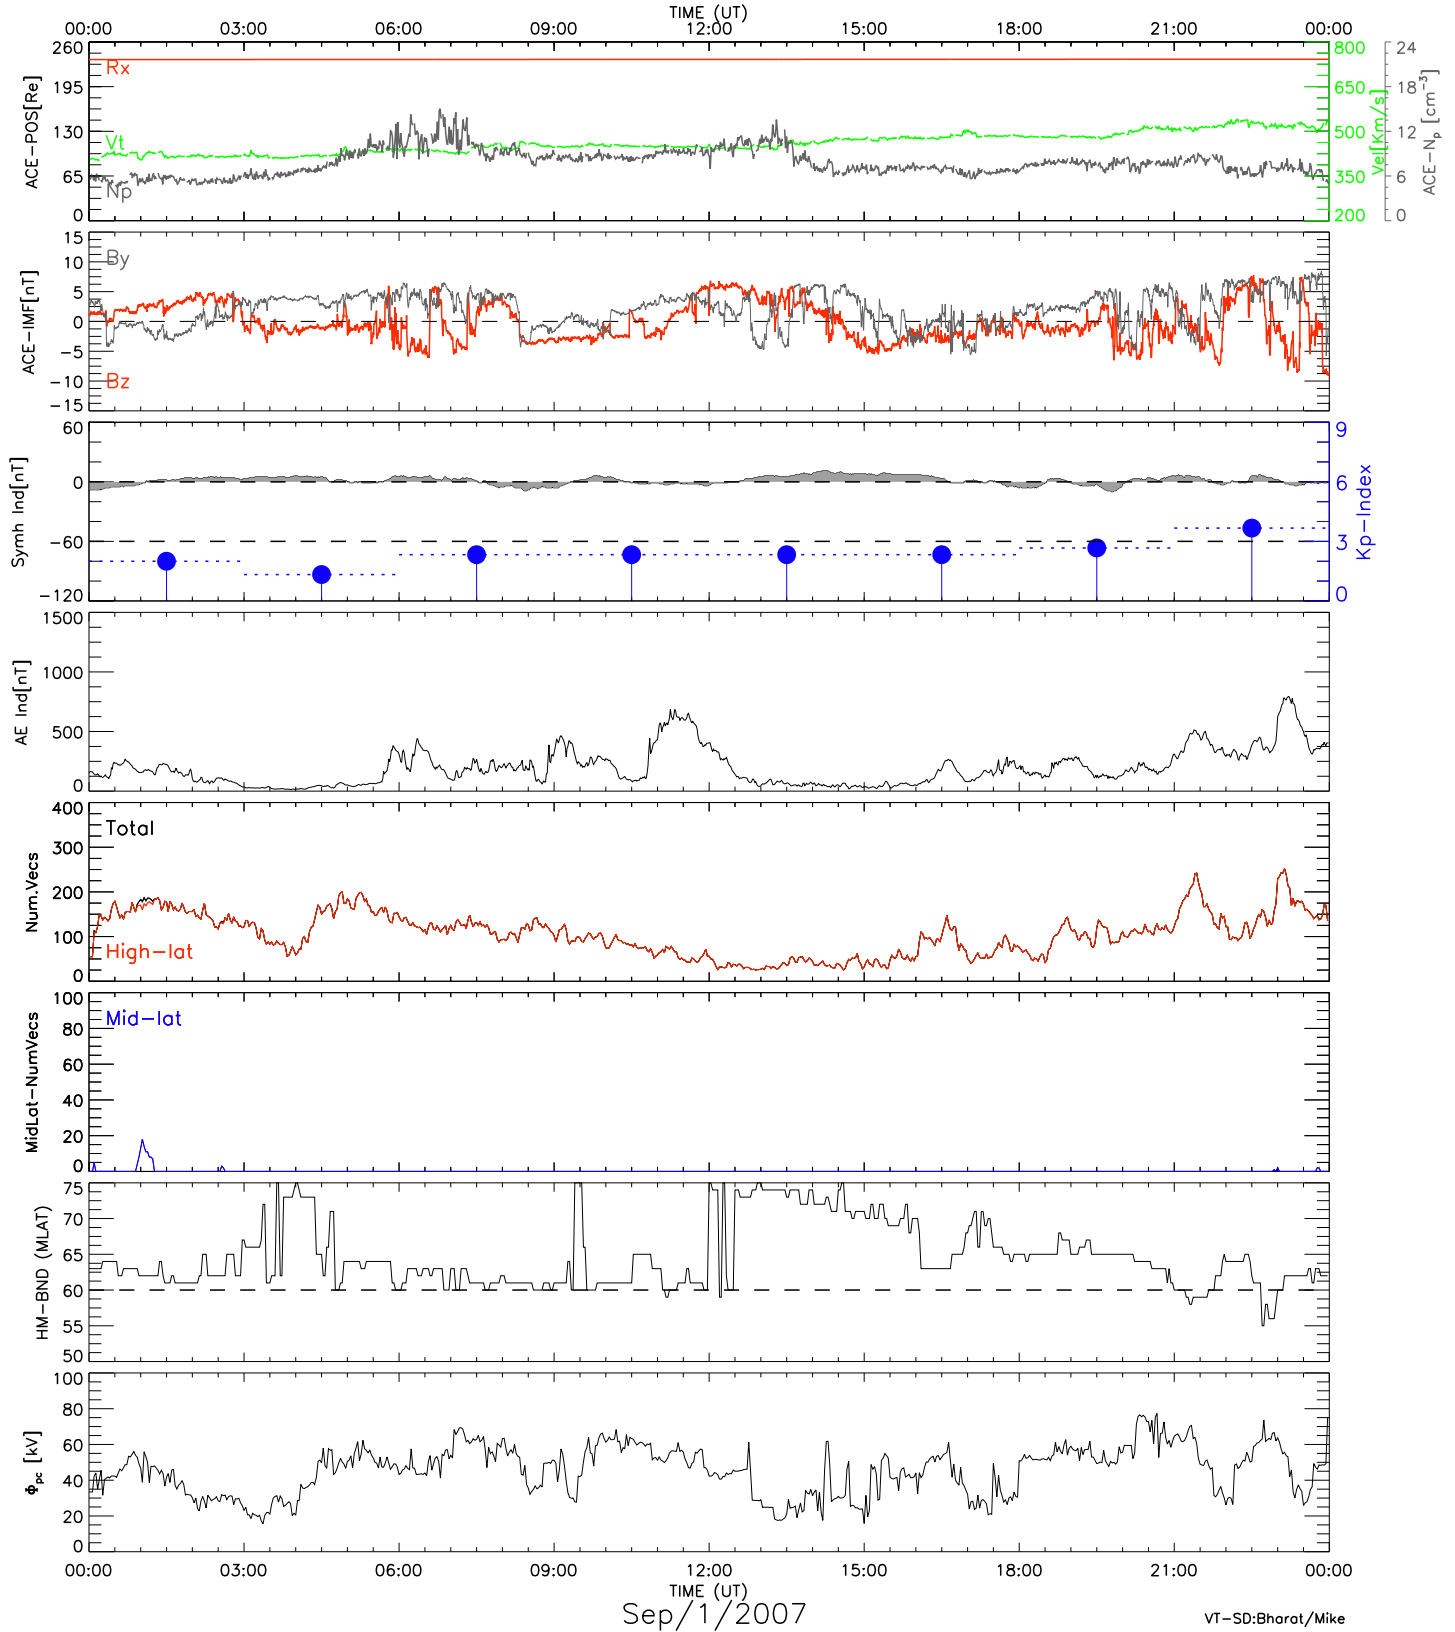 TIME (UT)
00:00 03:00 06:00 09:00 12:00 15:00 18:00 21:00 00:00
ACE-POS[Re]
260
195
130
65
0
Rx
Vt
Np
800
650
500
350
200
Vel[Km/s]
24
18
12
6
0
ACE-Np [cm-3]
ACE-IMF[nT]
15
10
5
0
-5
-10
-15
By
Bz
Symh Ind[nT]
60
0
-60
-120
9
6
3
0
Kp-Index
AE Ind[nT]
1500
1000
500
0
Num.Vecs
400
300
200
100
0
Total
High-lat
MidLat-NumVecs
100
80
60
40
20
0
Mid-lat
HM-BND (MLAT)
75
70
65
60
55
50
Φpc [kV]
100
80
60
40
20
0
00:00 03:00 06:00 09:00 12:00 15:00 18:00 21:00 00:00
TIME (UT)
Sep/1/2007
VT-SD:Bharat/Mike